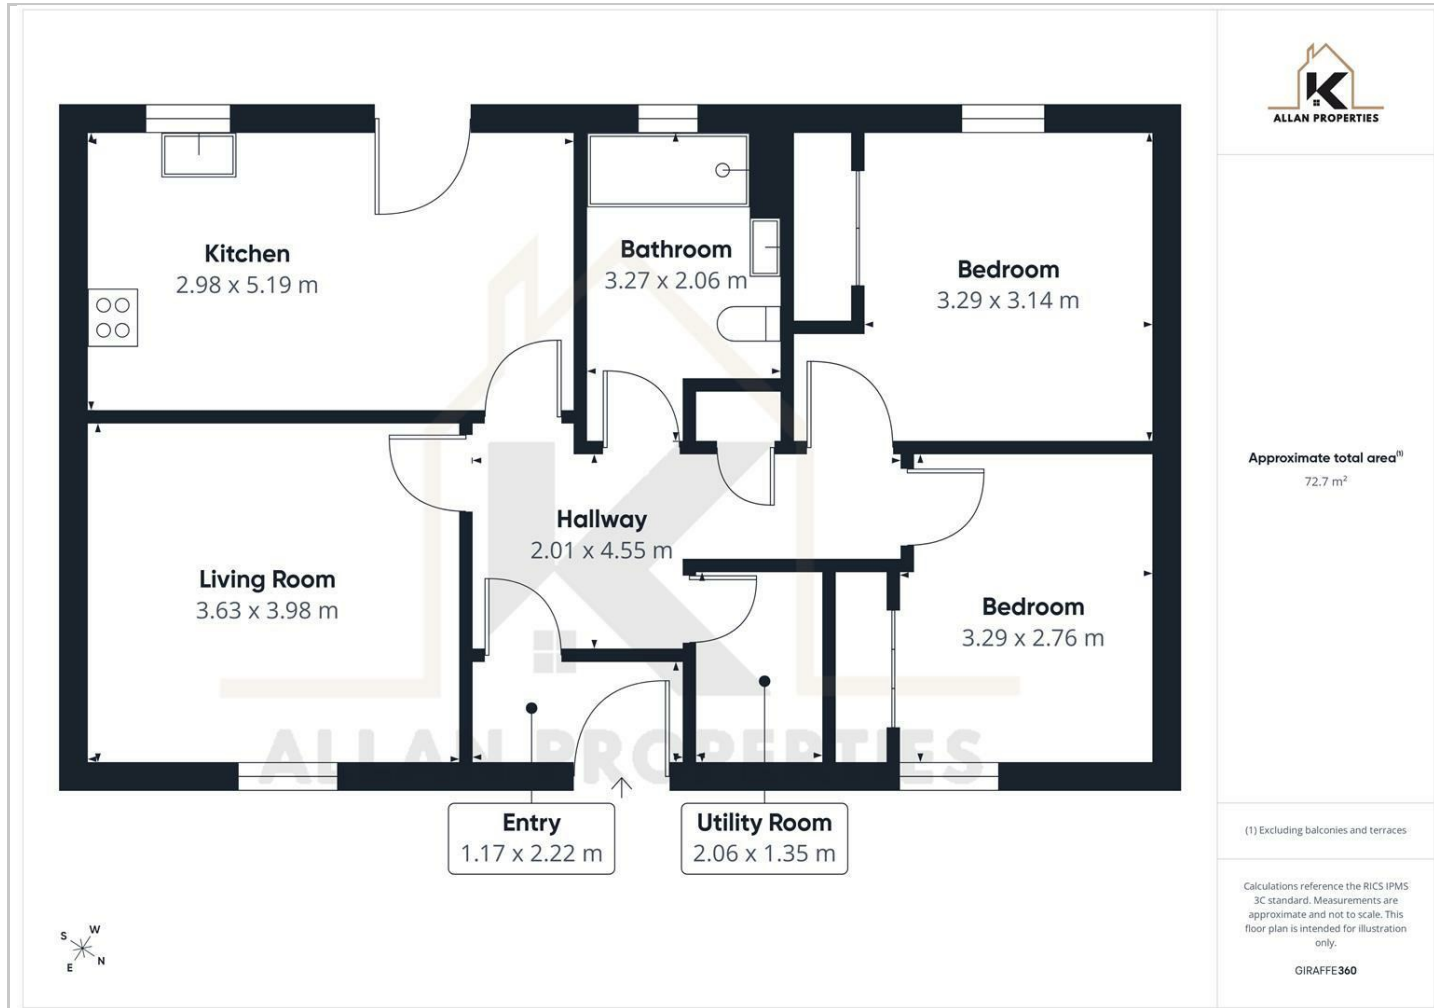 K
ALLAN PROPERTIES
Kitchen
2.98 x 5.19 m
Bathroom
3.27 x 2.06 m
Bedroom
3.29 x 3.14 m
Hallway
2.01 x 4.55 m
Living Room
3.63 x 3.98 m
Bedroom
3.29 x 2.76 m
ALLAN PROPERTIES
Entry
1.17 x 2.22 m
Utility Room
2.06 x 1.35 m
S W
E N
Approximate total area(1)
72.7 m²
(1) Excluding balconies and terraces
Calculations reference the RICS IPMS
3C standard. Measurements are
approximate and not to scale. This
floor plan is intended for illustration
only.
GIRAFFE360